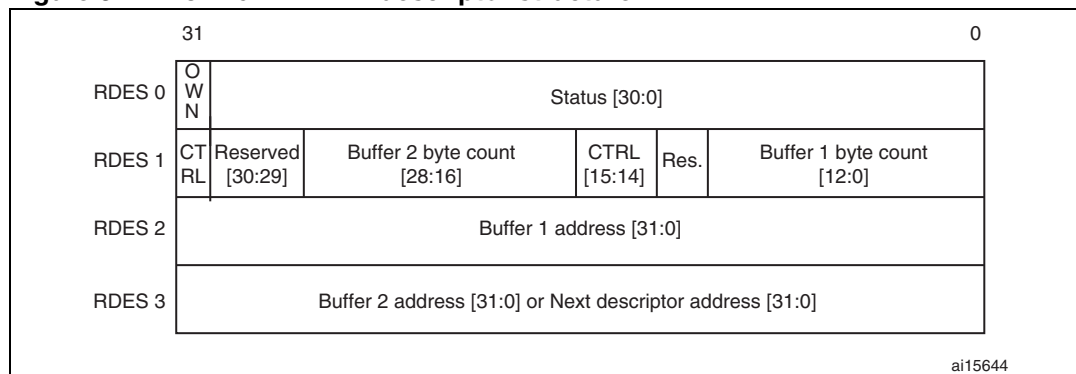 31 0
RDES 0 O W N Status [30:0]
RDES 1 CT RL Reserved [30:29] Buffer 2 byte count [28:16] CTRL [15:14] Res. Buffer 1 byte count [12:0]
RDES 2 Buffer 1 address [31:0]
RDES 3 Buffer 2 address [31:0] or Next descriptor address [31:0]
ai15644